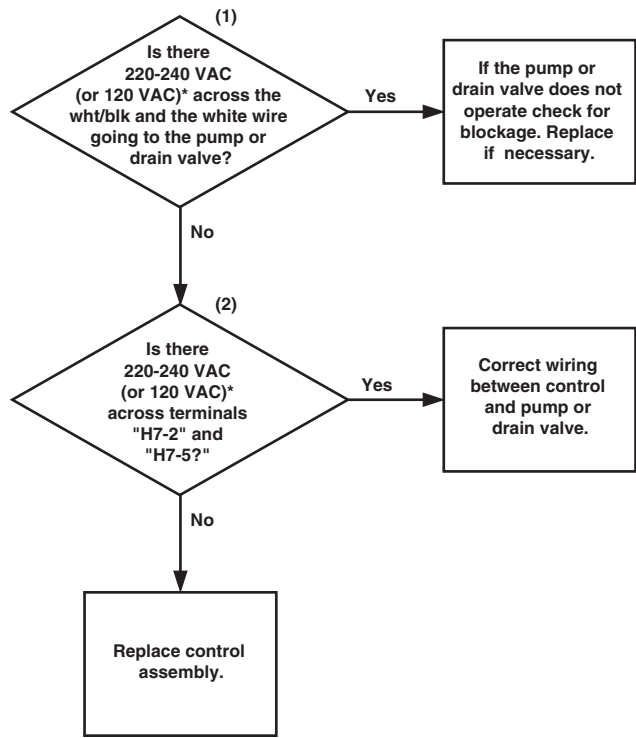 (1)
Is there
220-240 VAC
(or 120 VAC)* across the
wht/blk and the white wire
going to the pump or
drain valve?
Yes
If the pump or
drain valve does not
operate check for
blockage. Replace
if necessary.
No
(2)
Is there
220-240 VAC
(or 120 VAC)*
across terminals
"H7-2" and
"H7-5?"
Yes
Correct wiring
between control
and pump or
drain valve.
No
Replace control
assembly.